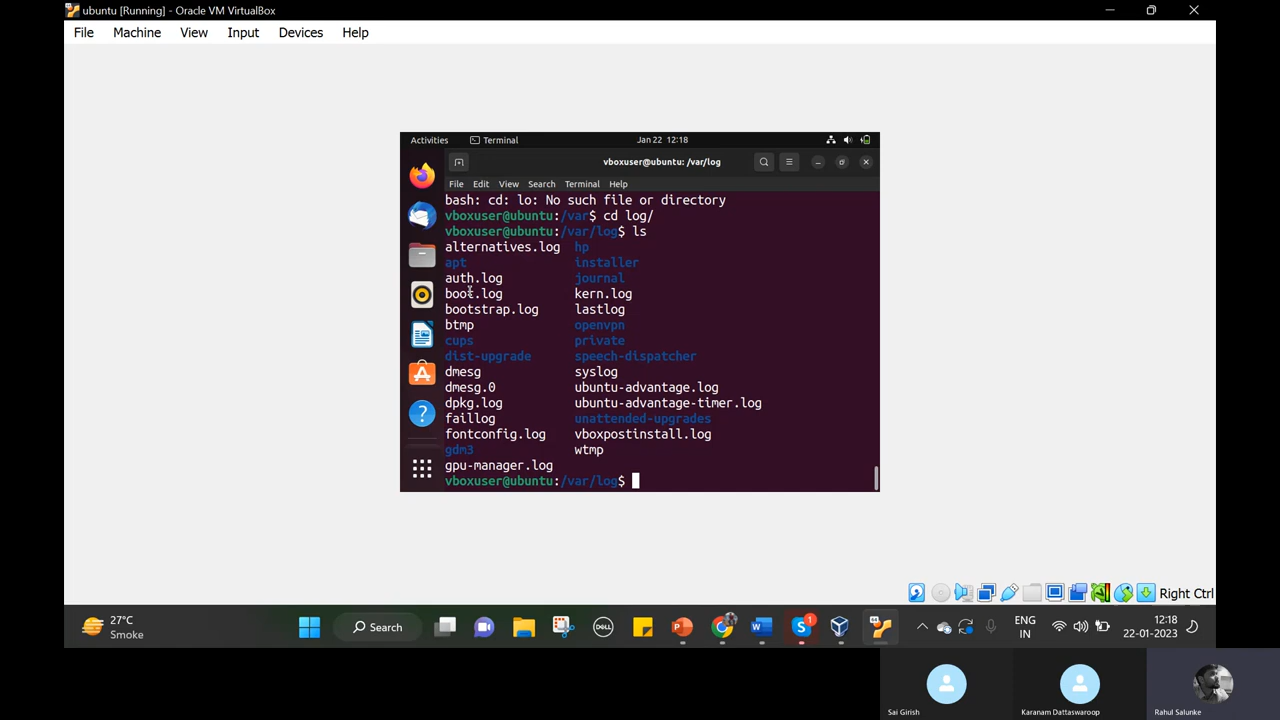 ubuntu [Running] - Oracle VM VirtualBox
File Machine View Input Devices Help
Activities Terminal Jan 22 12:18
vboxuser@ubuntu: /var/log
File Edit View Search Terminal Help
bash: cd: lo: No such file or directory
vboxuser@ubuntu:/var$ cd log/
vboxuser@ubuntu:/var/log$ ls
alternatives.log hp
apt installer
auth.log journal
boot.log kern.log
bootstrap.log lastlog
btmp openvpn
cups private
dist-upgrade speech-dispatcher
dmesg syslog
dmesg.0 ubuntu-advantage.log
dpkg.log ubuntu-advantage-timer.log
faillog unattended-upgrades
fontconfig.log vboxpostinstall.log
gdm3 wtmp
gpu-manager.log
vboxuser@ubuntu:/var/log$
Right Ctrl
27°C
Smoke
Search
DELL
1
ENG
IN
12:18
22-01-2023
Sai Girish Karanam Dattaswaroop Rahul Salunke